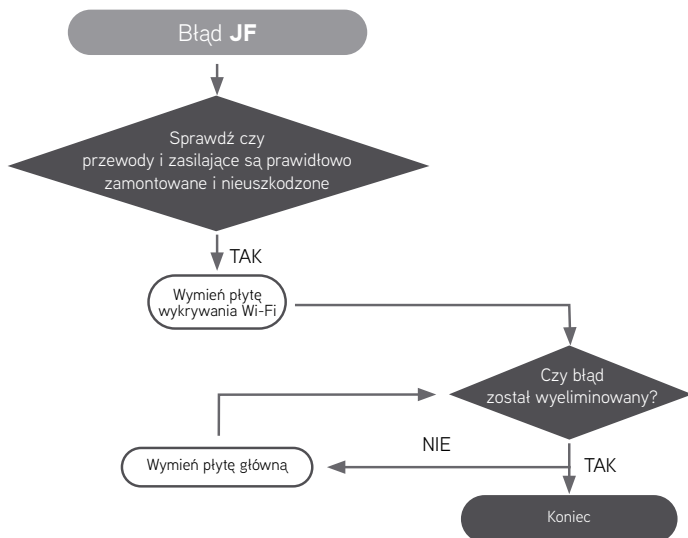 Błąd JF
Sprawdź czy
przewody i zasilające są prawidłowo
zamontowane i nieuszkodzone
TAK
Wymień płytę
wykrywania Wi-Fi
Czy błąd
został wyeliminowany?
NIE
Wymień płytę główną
TAK
Koniec